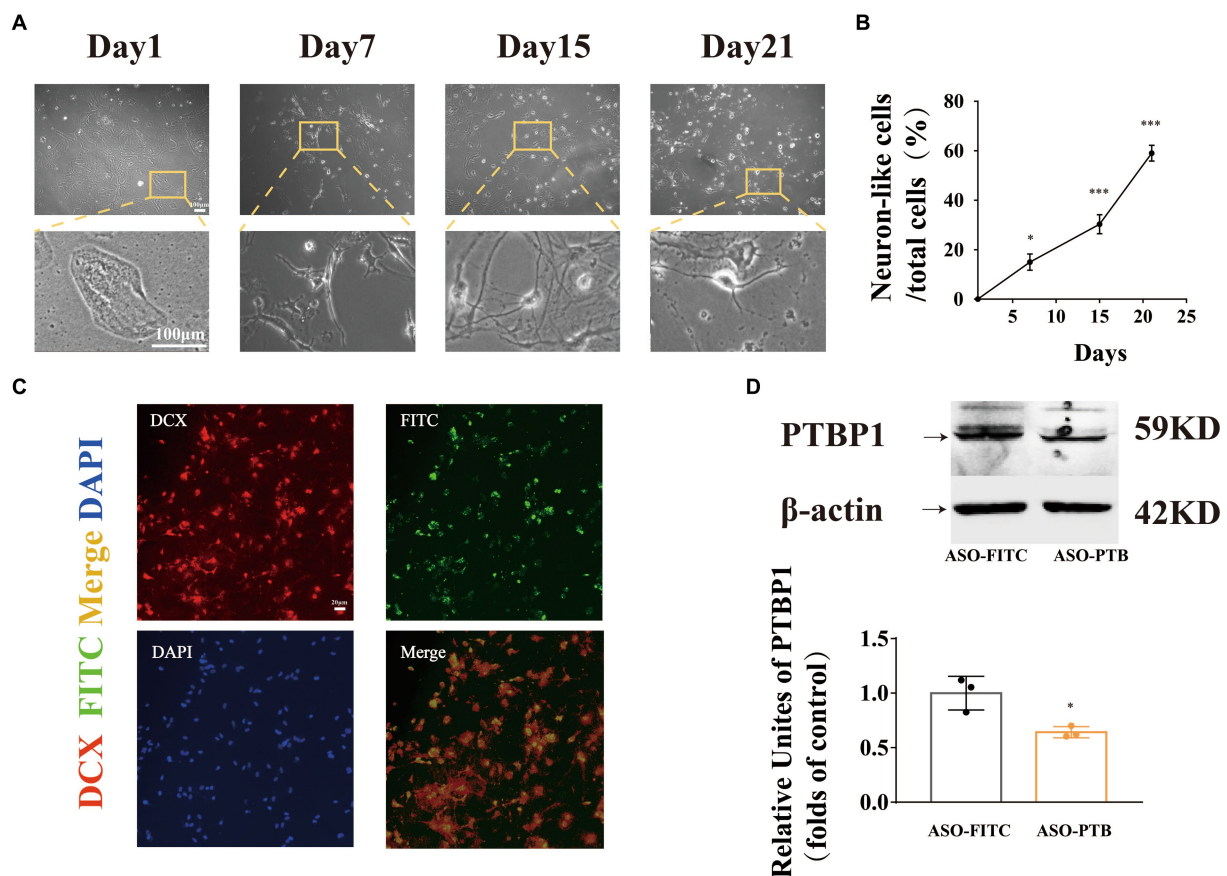 A
Day1
Day7
Day15
Day21
100μm
100μm
B
Neuron-like cells
/total cells（%）
80
60
40
20
0
*
***
***
5
10
15
20
25
Days
C
DCX FITC Merge DAPI
DCX
20μm
FITC
DAPI
Merge
D
PTBP1
59KD
β-actin
42KD
ASO-FITC
ASO-PTB
Relative Unites of PTBP1
（folds of control）
1.5
1.0
0.5
0.0
*
ASO-FITC
ASO-PTB